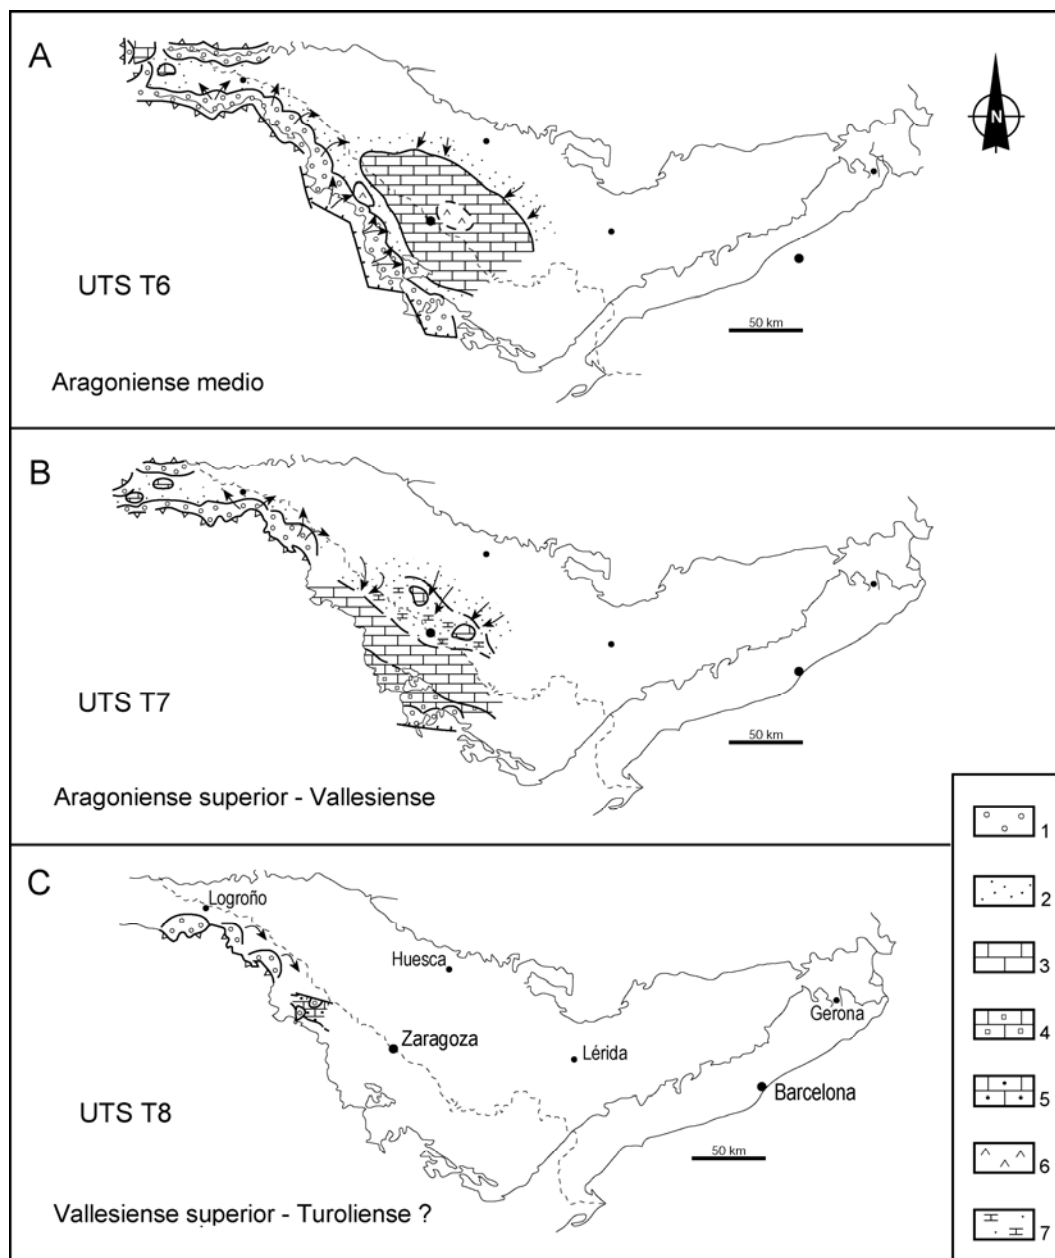 A
N
UTS T6
50 km
Aragoniense medio
B
UTS T7
50 km
Aragoniense superior - Vallesiense
C
Logroño
Huesca
Gerona
Zaragoza
Lérida
Barcelona
UTS T8
50 km
Vallesiense superior - Turoliense ?
1
2
3
4
5
6
7